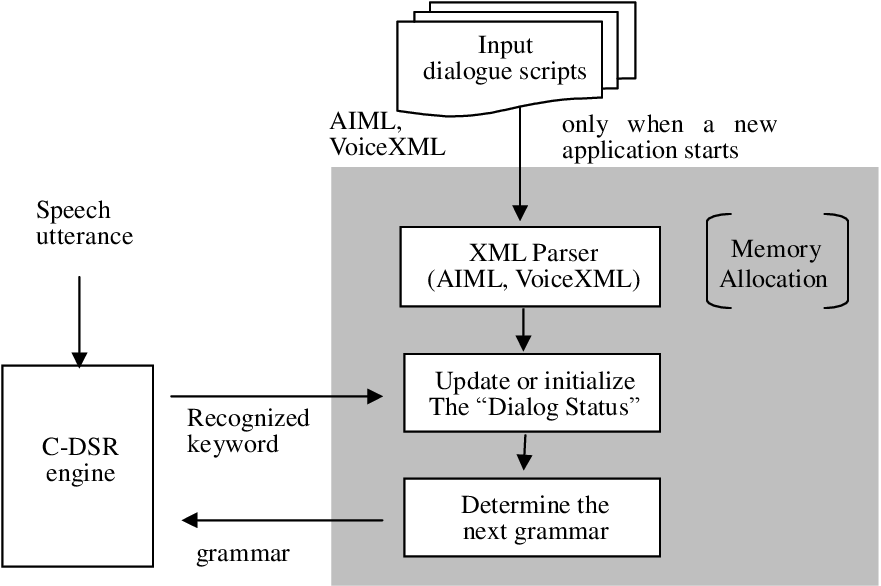 Input
dialogue scripts
AIML,
VoiceXML
only when a new
application starts
Speech
utterance
XML Parser
(AIML, VoiceXML)
Memory
Allocation
Update or initialize
The “Dialog Status”
Recognized
keyword
C-DSR
engine
Determine the
next grammar
grammar